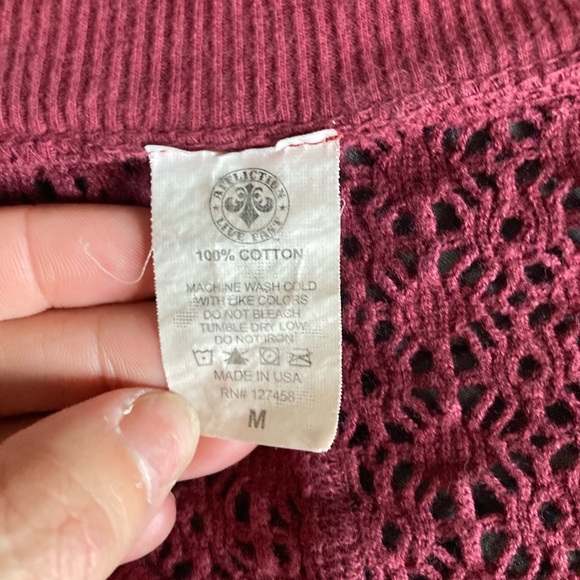 AFFLICTION
LIVE FAST
100% COTTON
MACHINE WASH COLD
WITH LIKE COLORS
DO NOT BLEACH
TUMBLE DRY LOW
DO NOT IRON
MADE IN USA
RN# 127458
M